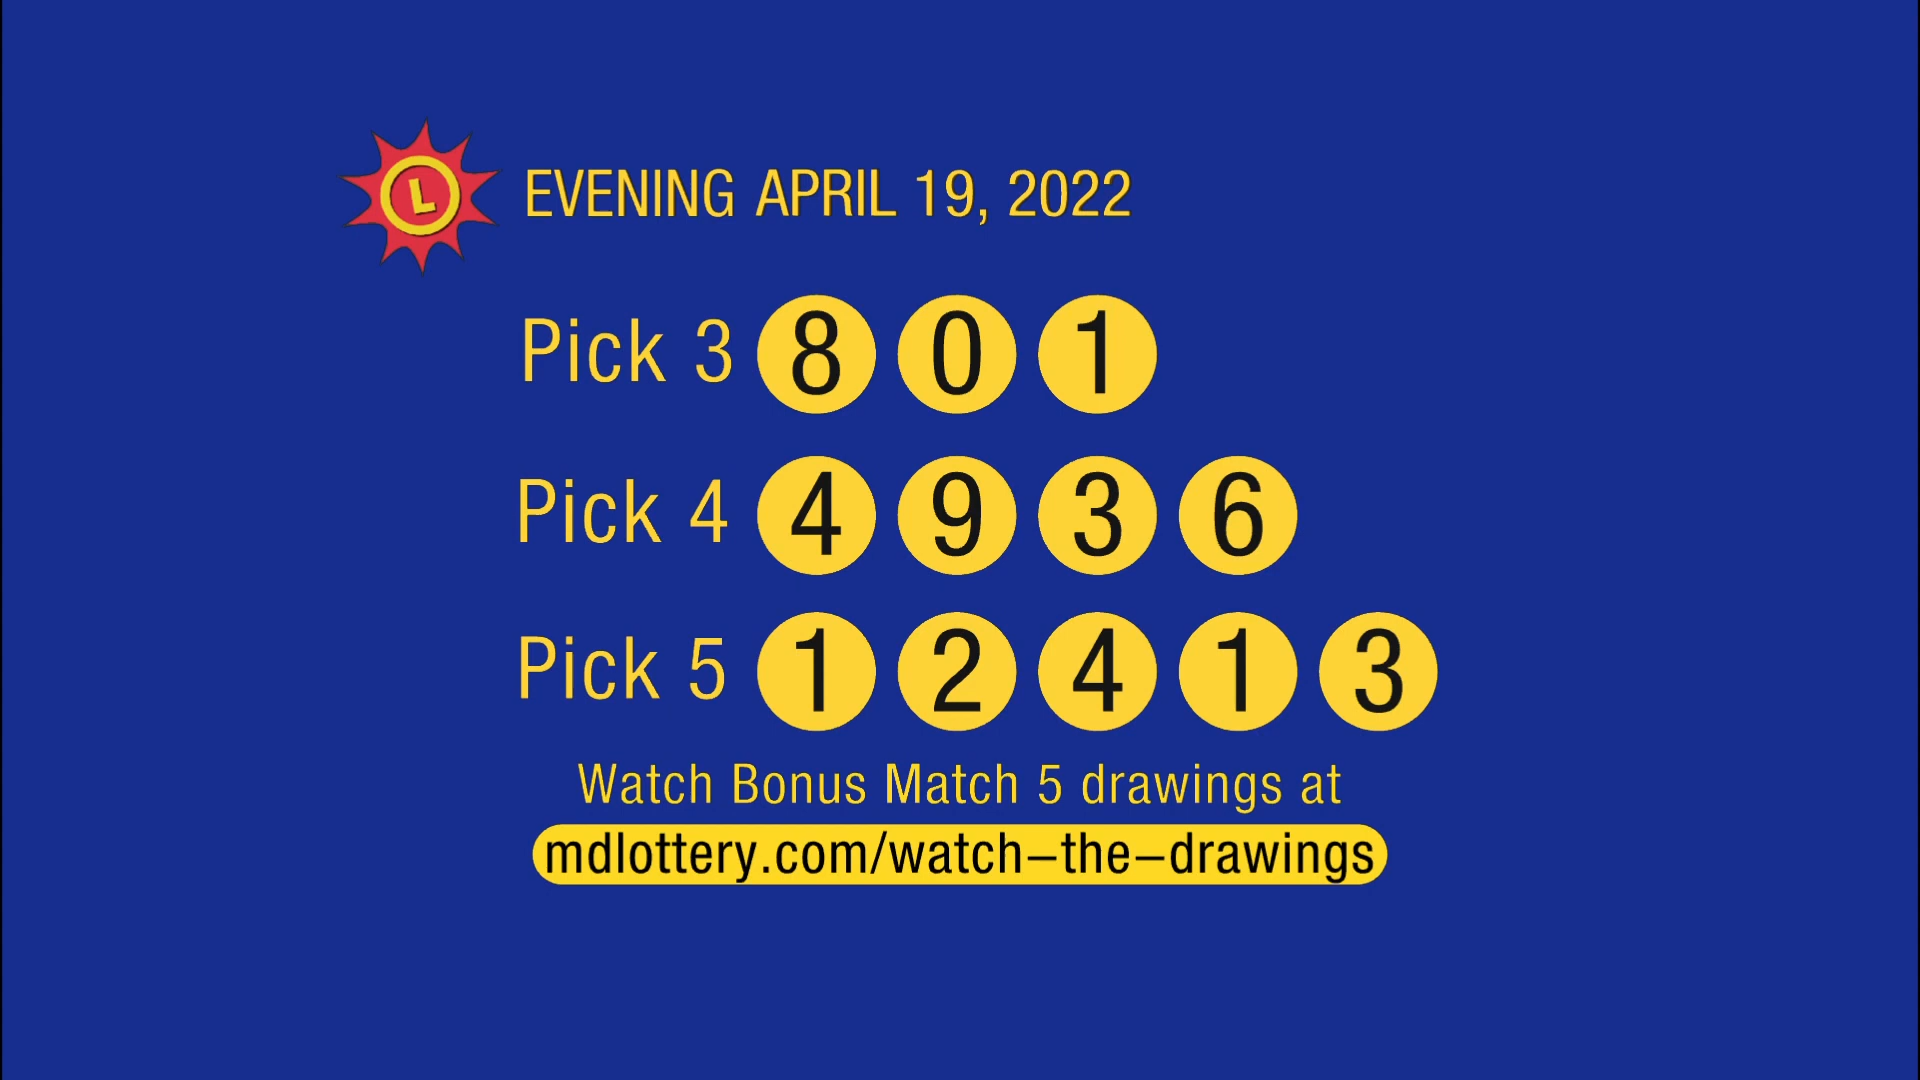 L
EVENING APRIL 19, 2022
Pick 3 8 0 1
Pick 4 4 9 3 6
Pick 5 1 2 4 1 3
Watch Bonus Match 5 drawings at
mdlottery.com/watch-the-drawings